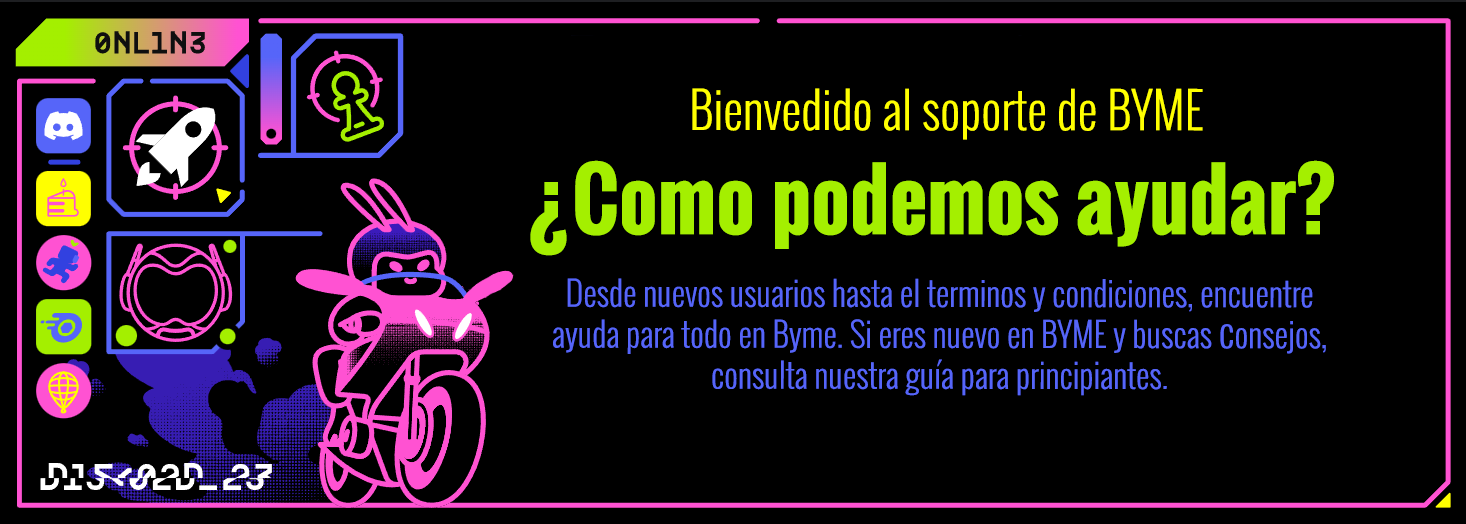 0NL1N3
Bienvedido al soporte de BYME
¿Como podemos ayudar?
Desde nuevos usuarios hasta el terminos y condiciones, encuentre
ayuda para todo en Byme. Si eres nuevo en BYME y buscas Consejos,
consulta nuestra guía para principiantes.
D15<02D_23